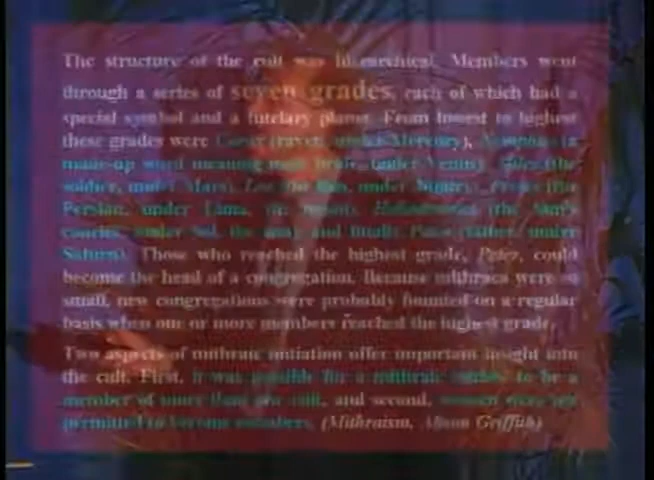 The structure of the cult was hierarchical. Members went
through a series of seven grades, each of which had a
special symbol and a tutelary planet. From lowest to highest
these grades were Corax (raven, under Mercury), Nymphus (a
made-up word meaning male bride, under Venus), Miles (the
soldier, under Mars), Leo (the lion, under Jupiter), Perses (the
Persian, under Luna, the moon), Heliodromus (the Sun's
courier, under Sol, the sun) and finally Pater (father, under
Saturn). Those who reached the highest grade, Pater, could
become the head of a congregation. Because mithraea were so
small, new congregations were probably founded on a regular
basis when one or more members reached the highest grade.
Two aspects of mithraic initiation offer important insight into
the cult. First, it was possible for a mithraic initiate to be a
member of more than one cult, and second, women were not
permitted to become members. (Mithraism, Alison Griffith)